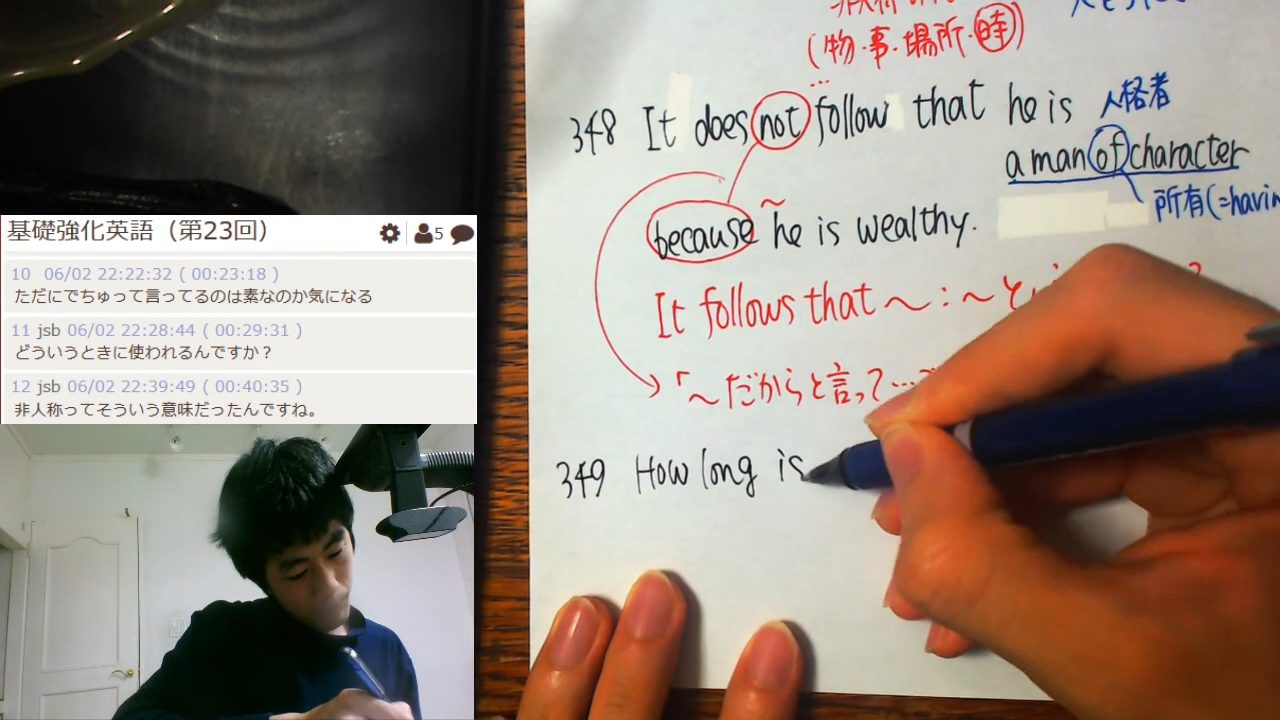 基礎強化英語（第23回）
5
10 06/02 22:22:32 ( 00:23:18 )
ただにでちゅって言ってるのは素なのか気になる
11 jsb 06/02 22:28:44 ( 00:29:31 )
どういうときに使われるんですか？
12 jsb 06/02 22:39:49 ( 00:40:35 )
非人称ってそういう意味だったんですね。
(物・事・場所・時)
348 It does not follow that he is 人格者
a man of character
所有(=havin
because he is wealthy.
It follows that ～：～と
「～だからと言って…
349 How long is